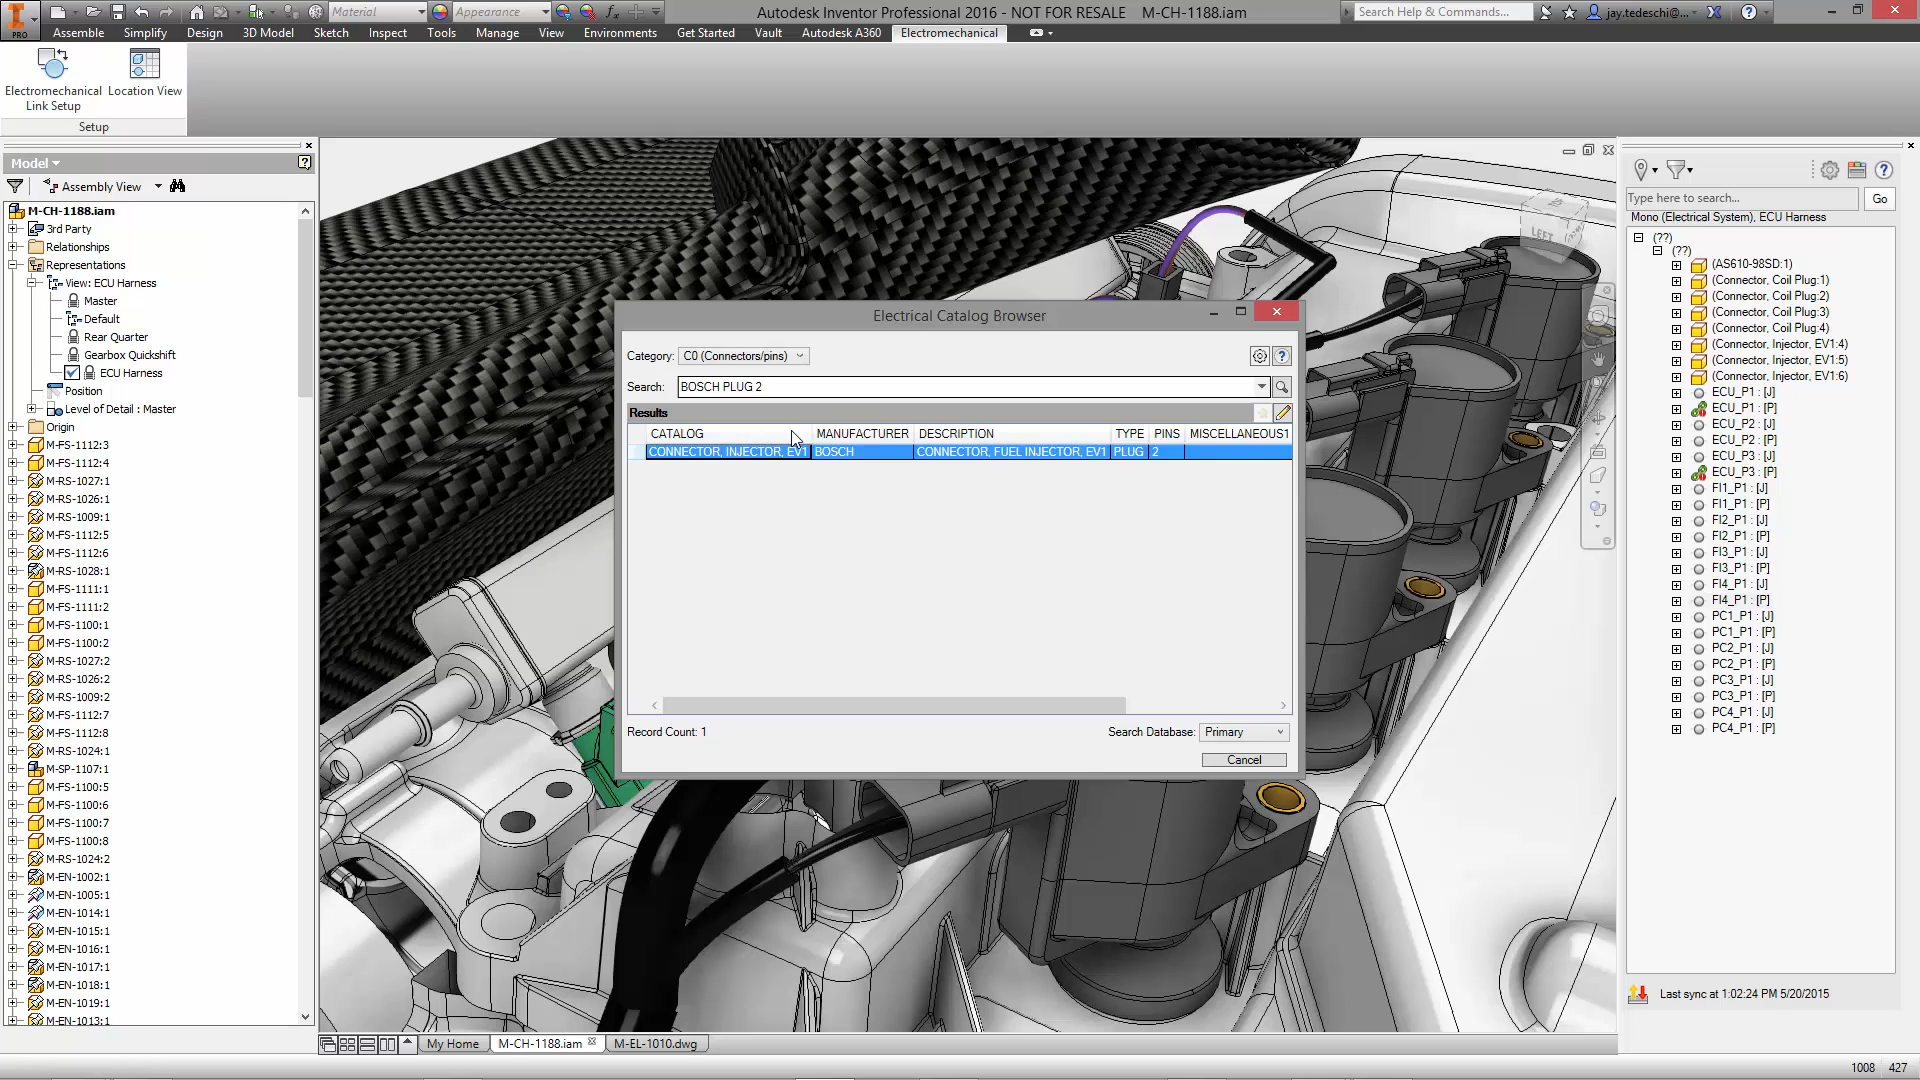 PRO
Material
Appearance
Autodesk Inventor Professional 2016 - NOT FOR RESALE M-CH-1188.iam
Search Help & Commands...
jay.tedeschi@...
Assemble Simplify Design 3D Model Sketch Inspect Tools Manage View Environments Get Started Vault Autodesk A360 Electromechanical
Electromechanical
Link Setup
Location View
Setup
Model
Assembly View
M-CH-1188.iam
3rd Party
Relationships
Representations
View: ECU Harness
Master
Default
Rear Quarter
Gearbox Quickshift
ECU Harness
Position
Level of Detail : Master
Origin
M-FS-1112:3
M-FS-1112:4
M-RS-1027:1
M-RS-1026:1
M-RS-1009:1
M-FS-1112:5
M-FS-1112:6
M-RS-1028:1
M-FS-1111:1
M-FS-1111:2
M-FS-1100:1
M-FS-1100:2
M-RS-1027:2
M-RS-1026:2
M-RS-1009:2
M-FS-1112:7
M-FS-1112:8
M-RS-1024:1
M-SP-1107:1
M-FS-1100:5
M-FS-1100:6
M-FS-1100:7
M-FS-1100:8
M-RS-1024:2
M-EN-1002:1
M-EN-1005:1
M-EN-1014:1
M-EN-1015:1
M-EN-1016:1
M-EN-1017:1
M-EN-1018:1
M-EN-1019:1
M-EN-1013:1
LEFT
Electrical Catalog Browser
Category: C0 (Connectors/pins)
Search: BOSCH PLUG 2
Results
CATALOG MANUFACTURER DESCRIPTION TYPE PINS MISCELLANEOUS1
CONNECTOR, INJECTOR, EV1 BOSCH CONNECTOR, FUEL INJECTOR, EV1 PLUG 2
Record Count: 1
Search Database: Primary
Cancel
Type here to search...
Go
Mono (Electrical System), ECU Harness
(??)
(??)
(AS610-98SD:1)
(Connector, Coil Plug:1)
(Connector, Coil Plug:2)
(Connector, Coil Plug:3)
(Connector, Coil Plug:4)
(Connector, Injector, EV1:4)
(Connector, Injector, EV1:5)
(Connector, Injector, EV1:6)
ECU_P1 : [J]
ECU_P1 : [P]
ECU_P2 : [J]
ECU_P2 : [P]
ECU_P3 : [J]
ECU_P3 : [P]
FI1_P1 : [J]
FI1_P1 : [P]
FI2_P1 : [J]
FI2_P1 : [P]
FI3_P1 : [J]
FI3_P1 : [P]
FI4_P1 : [J]
FI4_P1 : [P]
PC1_P1 : [J]
PC1_P1 : [P]
PC2_P1 : [J]
PC2_P1 : [P]
PC3_P1 : [J]
PC3_P1 : [P]
PC4_P1 : [J]
PC4_P1 : [P]
Last sync at 1:02:24 PM 5/20/2015
My Home M-CH-1188.iam M-EL-1010.dwg
1008 427